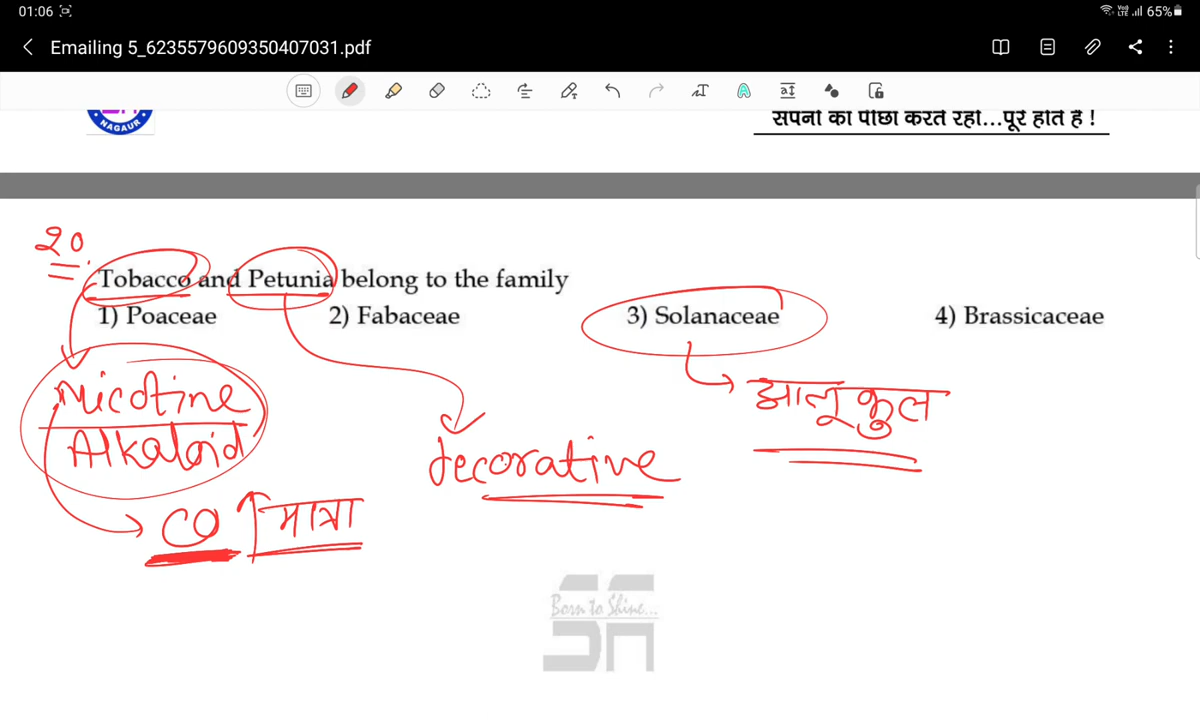 01:06 65%
Emailing 5_6235579609350407031.pdf
NAGAUR
सपनों का पीछा करते रहो...पूरे होते हैं !
20.
Tobacco and Petunia belong to the family
1) Poaceae 2) Fabaceae 3) Solanaceae 4) Brassicaceae
Nicotine
Alkaloid
decorative
आलू कुल
CO ↑ मात्रा
Born to Shine...
SN